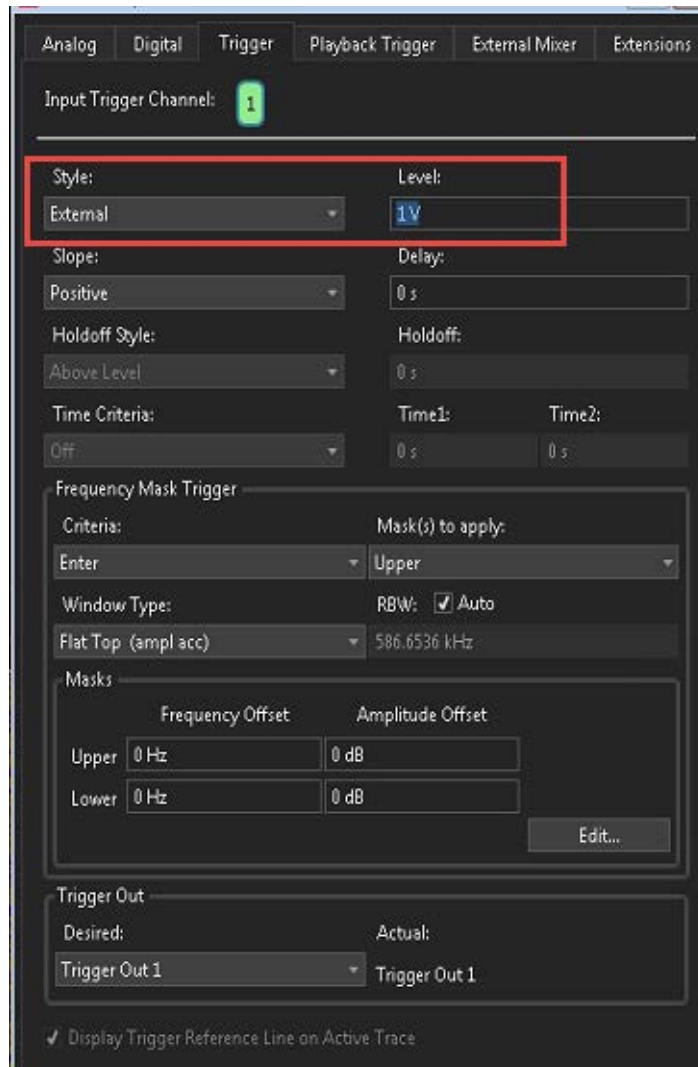 Analog Digital Trigger Playback Trigger External Mixer Extensions
Input Trigger Channel: 1
Style: Level:
External 1 V
Slope: Delay:
Positive 0 s
Holdoff Style: Holdoff:
Above Level 0 s
Time Criteria: Time1: Time2:
Off 0 s 0 s
Frequency Mask Trigger
Criteria: Mask(s) to apply:
Enter Upper
Window Type: RBW: Auto
Flat Top (ampl acc) 586.6536 kHz
Masks
Frequency Offset Amplitude Offset
Upper 0 Hz 0 dB
Lower 0 Hz 0 dB
Edit...
Trigger Out
Desired: Actual:
Trigger Out 1 Trigger Out 1
Display Trigger Reference Line on Active Trace